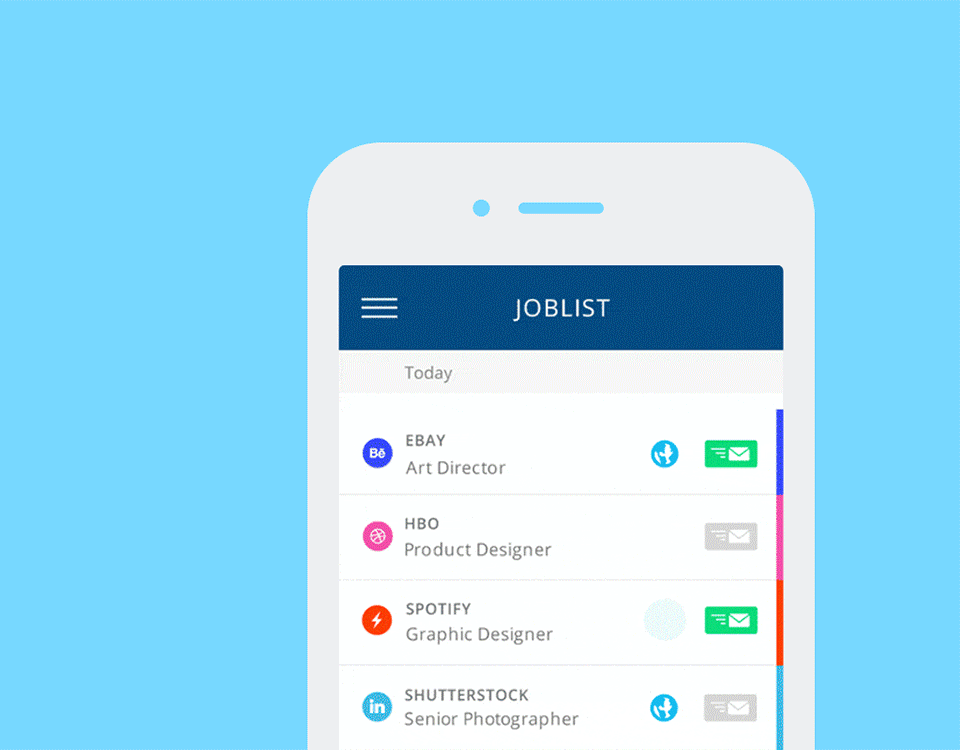 JOBLIST
Today
Bē
EBAY
Art Director
HBO
Product Designer
SPOTIFY
Graphic Designer
in
SHUTTERSTOCK
Senior Photographer